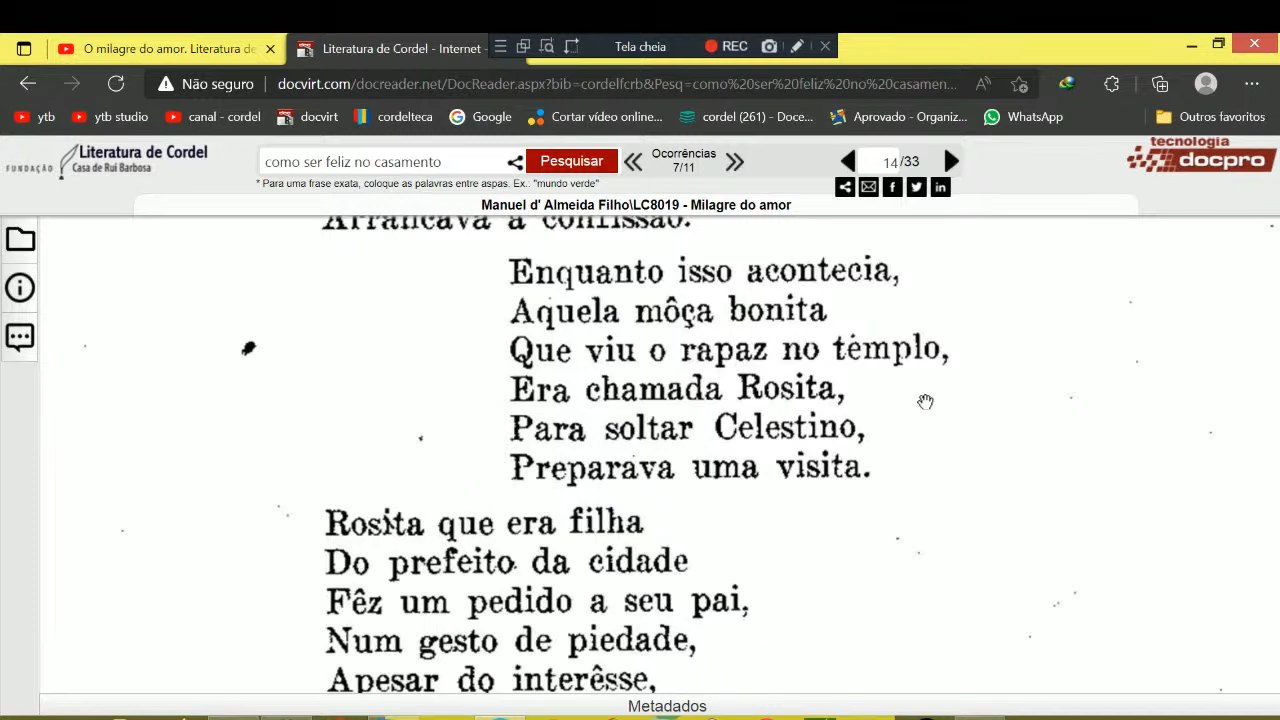 O milagre do amor. Literatura de
Literatura de Cordel - Internet
Tela cheia
REC
Não seguro
docvirt.com/docreader.net/DocReader.aspx?bib=cordelfcrb&Pesq=como%20ser%20feliz%20no%20casamen...
ytb
ytb studio
canal - cordel
docvirt
cordelteca
Google
Cortar vídeo online...
cordel (261) - Doce...
Aprovado - Organiz...
WhatsApp
Outros favoritos
FUNDAÇÃO
Literatura de Cordel
Casa de Rui Barbosa
como ser feliz no casamento
Pesquisar
Ocorrências
7/11
14 /33
tecnologia
docpro
* Para uma frase exata, coloque as palavras entre aspas. Ex.: "mundo verde"
Manuel d' Almeida Filho\LC8019 - Milagre do amor
Arrancava a confissão.
Enquanto isso acontecia,
Aquela môça bonita
Que viu o rapaz no templo,
Era chamada Rosita,
Para soltar Celestino,
Preparava uma visita.
Rosita que era filha
Do prefeito da cidade
Fêz um pedido a seu pai,
Num gesto de piedade,
Apesar do interêsse,
Metadados